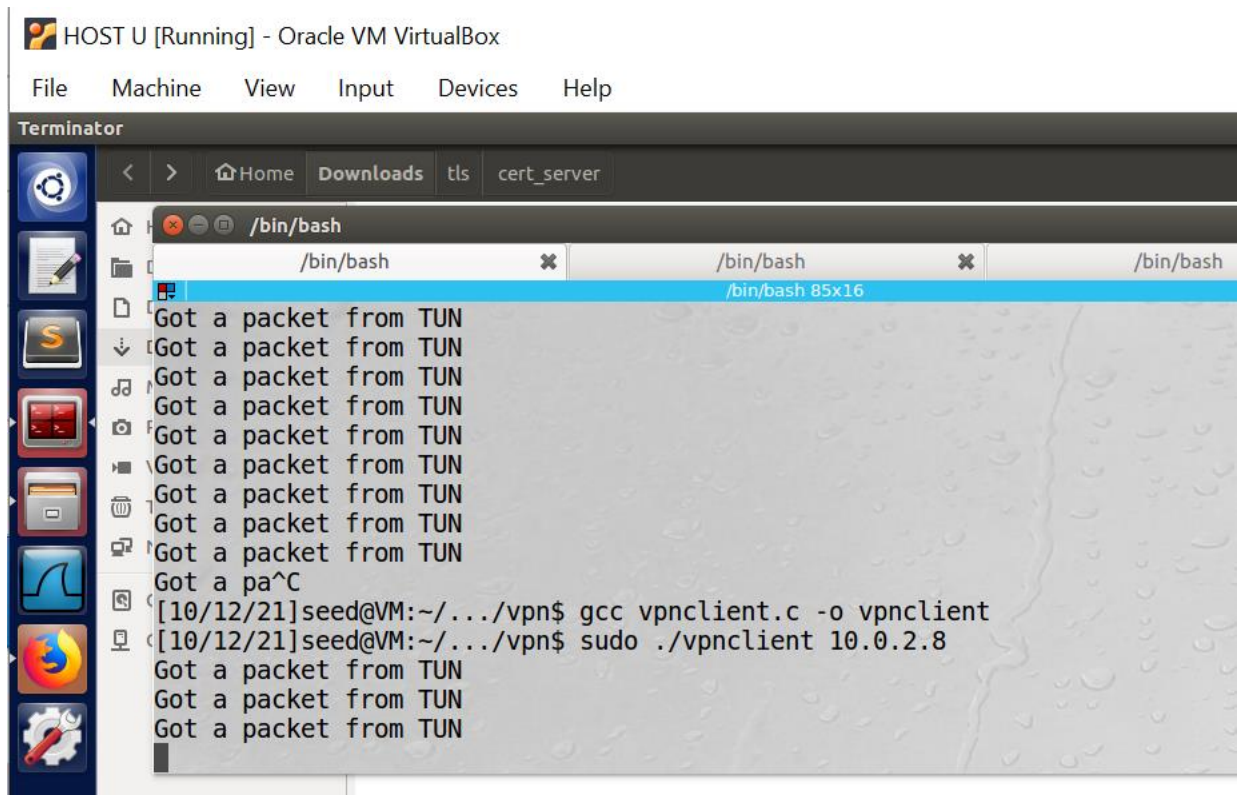 HOST U [Running] - Oracle VM VirtualBox
File Machine View Input Devices Help
Terminator
Home Downloads tls cert_server
/bin/bash
/bin/bash /bin/bash /bin/bash
/bin/bash 85x16
Got a packet from TUN
Got a packet from TUN
Got a packet from TUN
Got a packet from TUN
Got a packet from TUN
Got a packet from TUN
Got a packet from TUN
Got a packet from TUN
Got a packet from TUN
Got a pa^C
[10/12/21]seed@VM:~/.../vpn$ gcc vpnclient.c -o vpnclient
[10/12/21]seed@VM:~/.../vpn$ sudo ./vpnclient 10.0.2.8
Got a packet from TUN
Got a packet from TUN
Got a packet from TUN